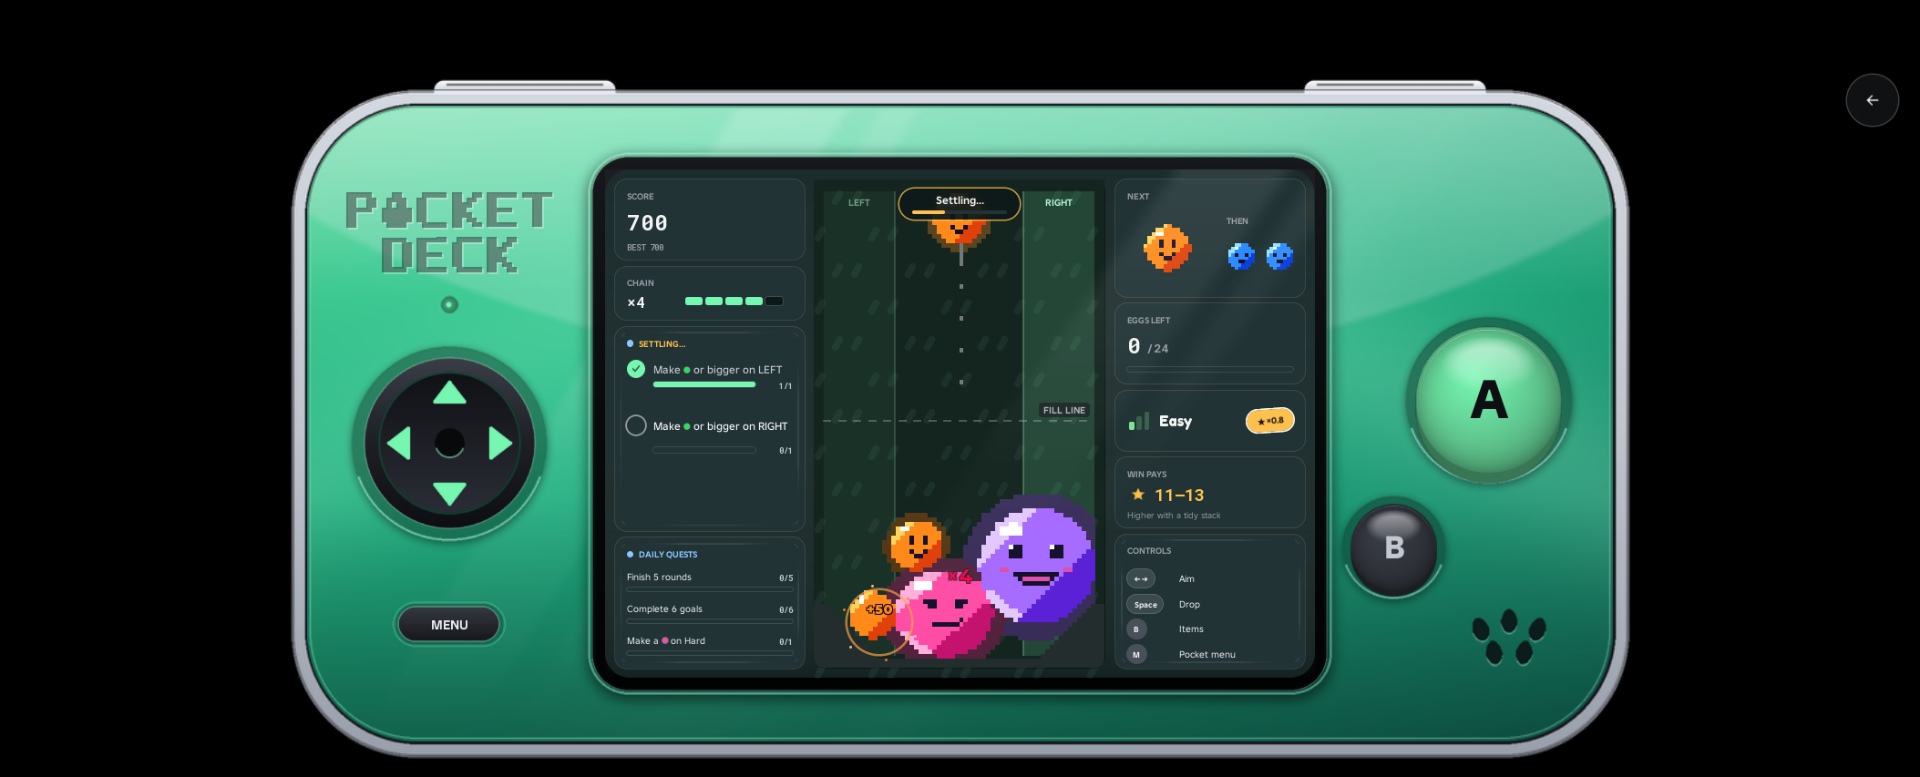 POCKET
DECK
MENU
SCORE
700
BEST 700
CHAIN
×4
SETTLING...
Make or bigger on LEFT
1/1
Make or bigger on RIGHT
0/1
DAILY QUESTS
Finish 5 rounds 0/5
Complete 6 goals 0/6
Make a on Hard 0/1
LEFT
Settling...
RIGHT
FILL LINE
×4
+50
NEXT
THEN
EGGS LEFT
0 /24
Easy
★×0.8
WIN PAYS
★ 11–13
Higher with a tidy stack
CONTROLS
←→ Aim
Space Drop
B Items
M Pocket menu
A
B